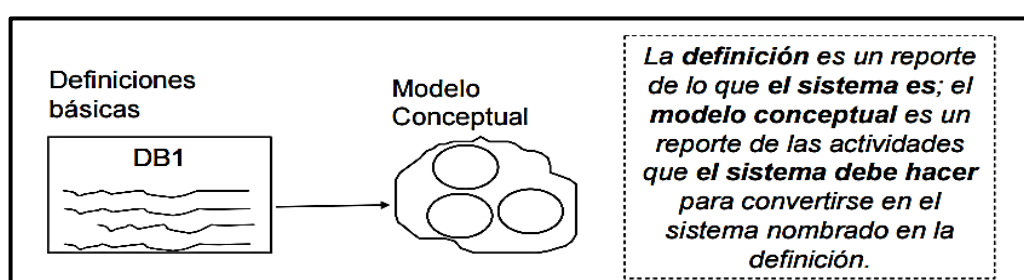 Definiciones
básicas
DB1
Modelo
Conceptual
La definición es un reporte
de lo que el sistema es; el
modelo conceptual es un
reporte de las actividades
que el sistema debe hacer
para convertirse en el
sistema nombrado en la
definición.